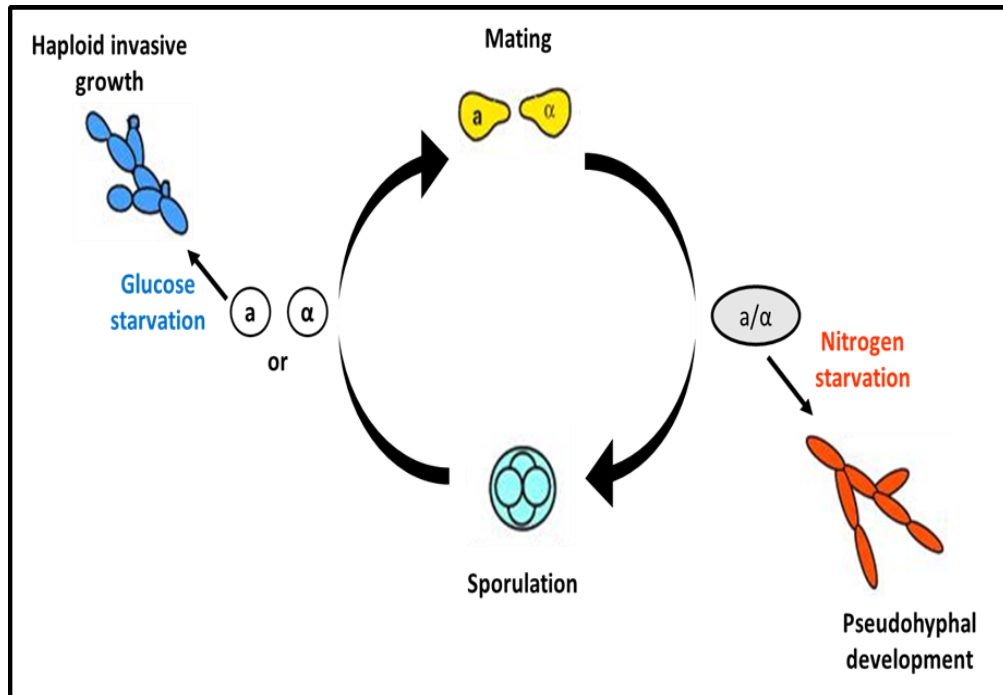 Haploid invasive
growth
Mating
a
α
Glucose
starvation
a
α
or
a/α
Nitrogen
starvation
Sporulation
Pseudohyphal
development